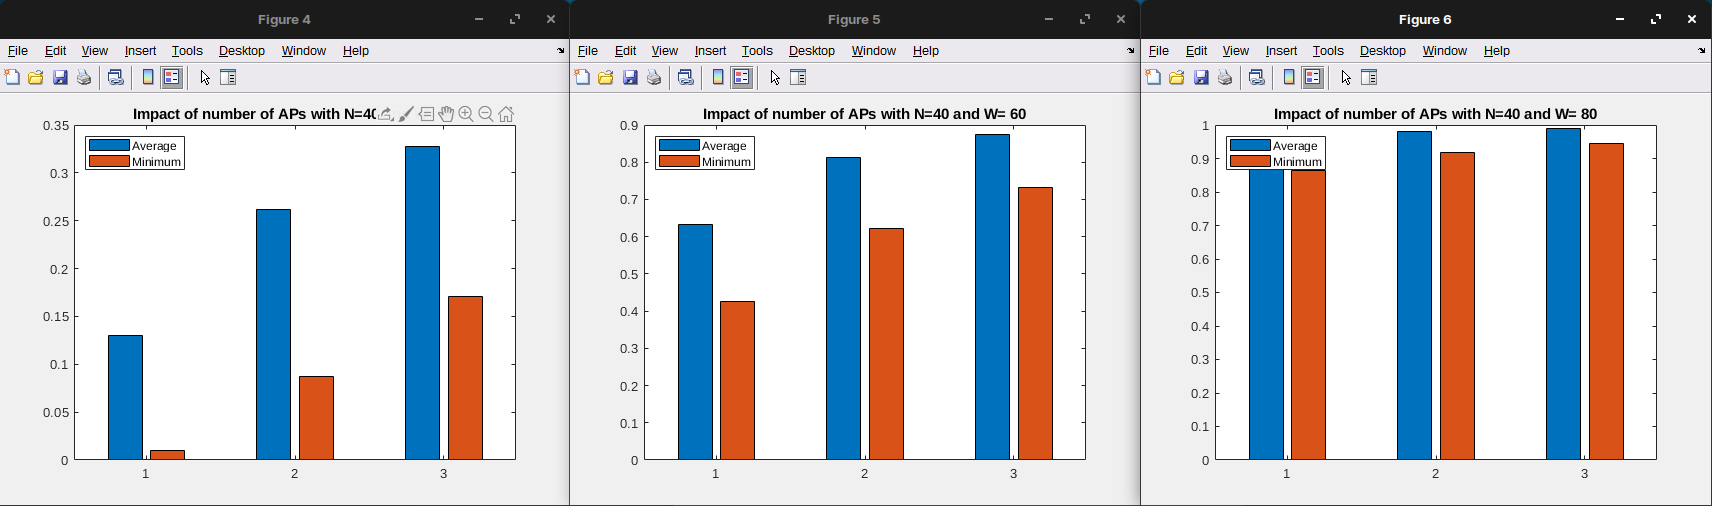 Figure 4
File Edit View Insert Tools Desktop Window Help
Impact of number of APs with N=40
0.35
0.3
0.25
0.2
0.15
0.1
0.05
0
Average
Minimum
1 2 3
Figure 5
File Edit View Insert Tools Desktop Window Help
Impact of number of APs with N=40 and W= 60
0.9
0.8
0.7
0.6
0.5
0.4
0.3
0.2
0.1
0
Average
Minimum
1 2 3
Figure 6
File Edit View Insert Tools Desktop Window Help
Impact of number of APs with N=40 and W= 80
1
0.9
0.8
0.7
0.6
0.5
0.4
0.3
0.2
0.1
0
Average
Minimum
1 2 3